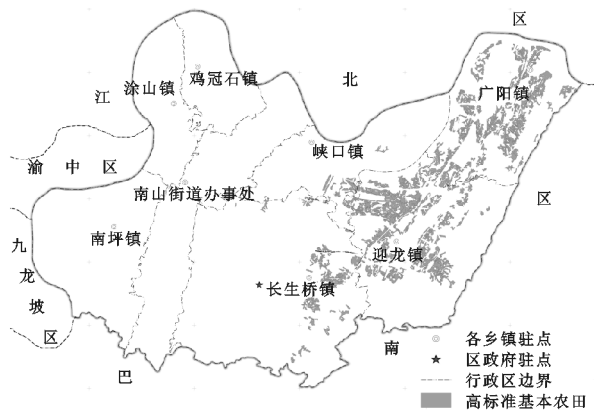 区
北
鸡冠石镇
涂山镇
江
广阳镇
峡口镇
渝中区
南山街道办事处
区
南坪镇
九龙坡区
迎龙镇
长生桥镇
南
巴
各乡镇驻点
区政府驻点
行政区边界
高标准基本农田